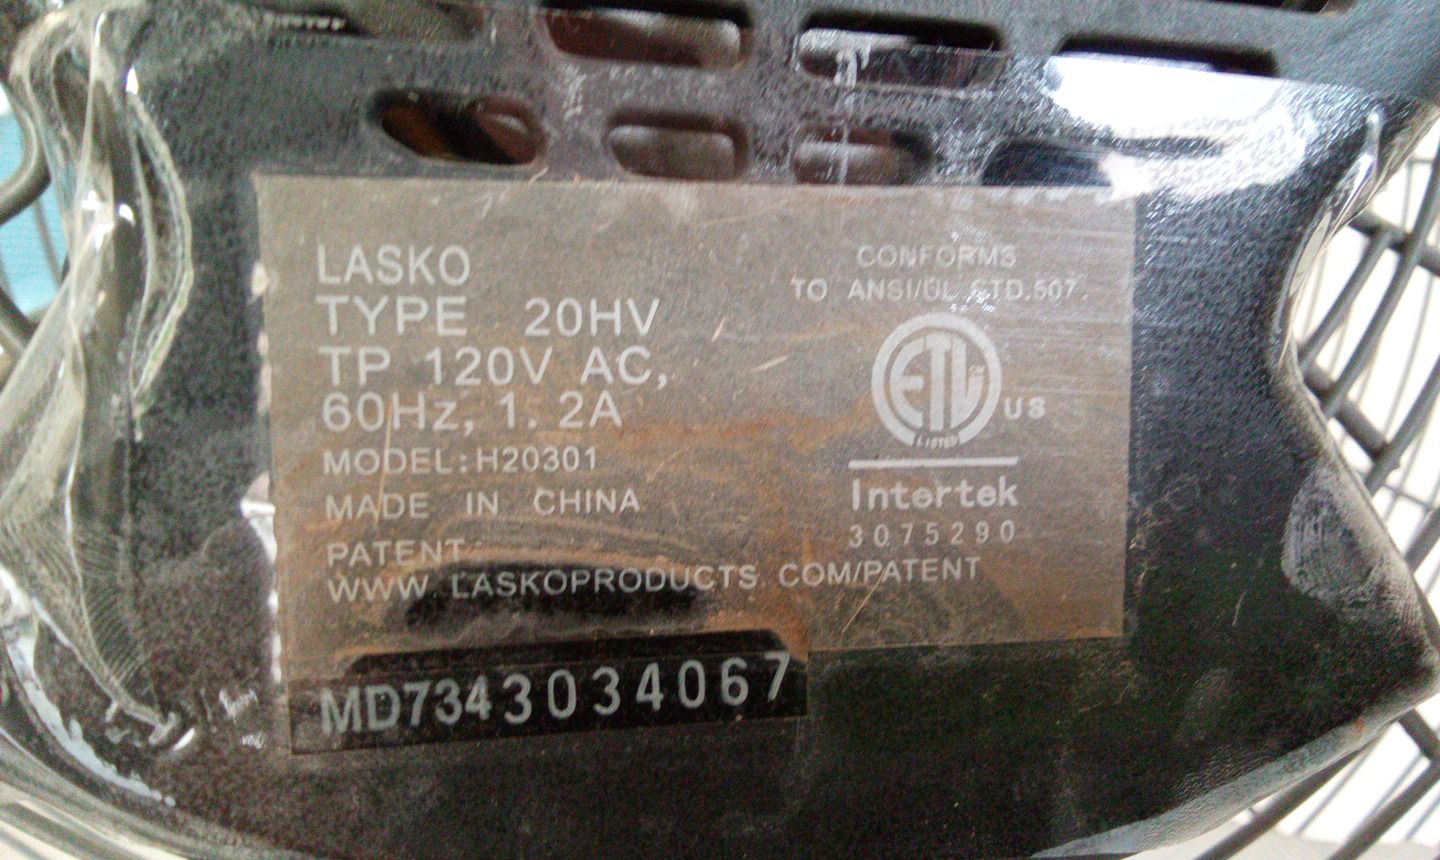 LASKO
TYPE 20HV
TP 120V AC,
60Hz, 1.2A
MODEL: H20301
MADE IN CHINA
PATENT:
WWW.LASKOPRODUCTS.COM/PATENT
MD7343034067
CONFORMS
TO ANSI/UL STD.507
ETL
LISTED
US
Intertek
3075290